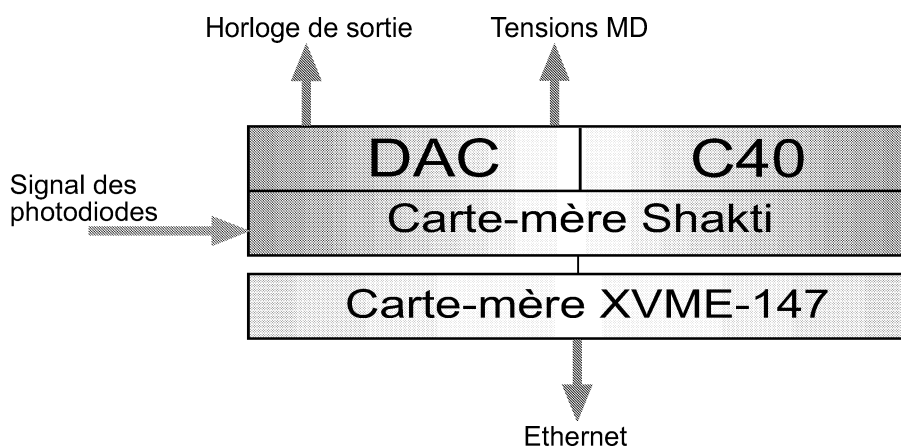 Horloge de sortie
Tensions MD
DAC
C40
Signal des
photodiodes
Carte-mère Shakti
Carte-mère XVME-147
Ethernet